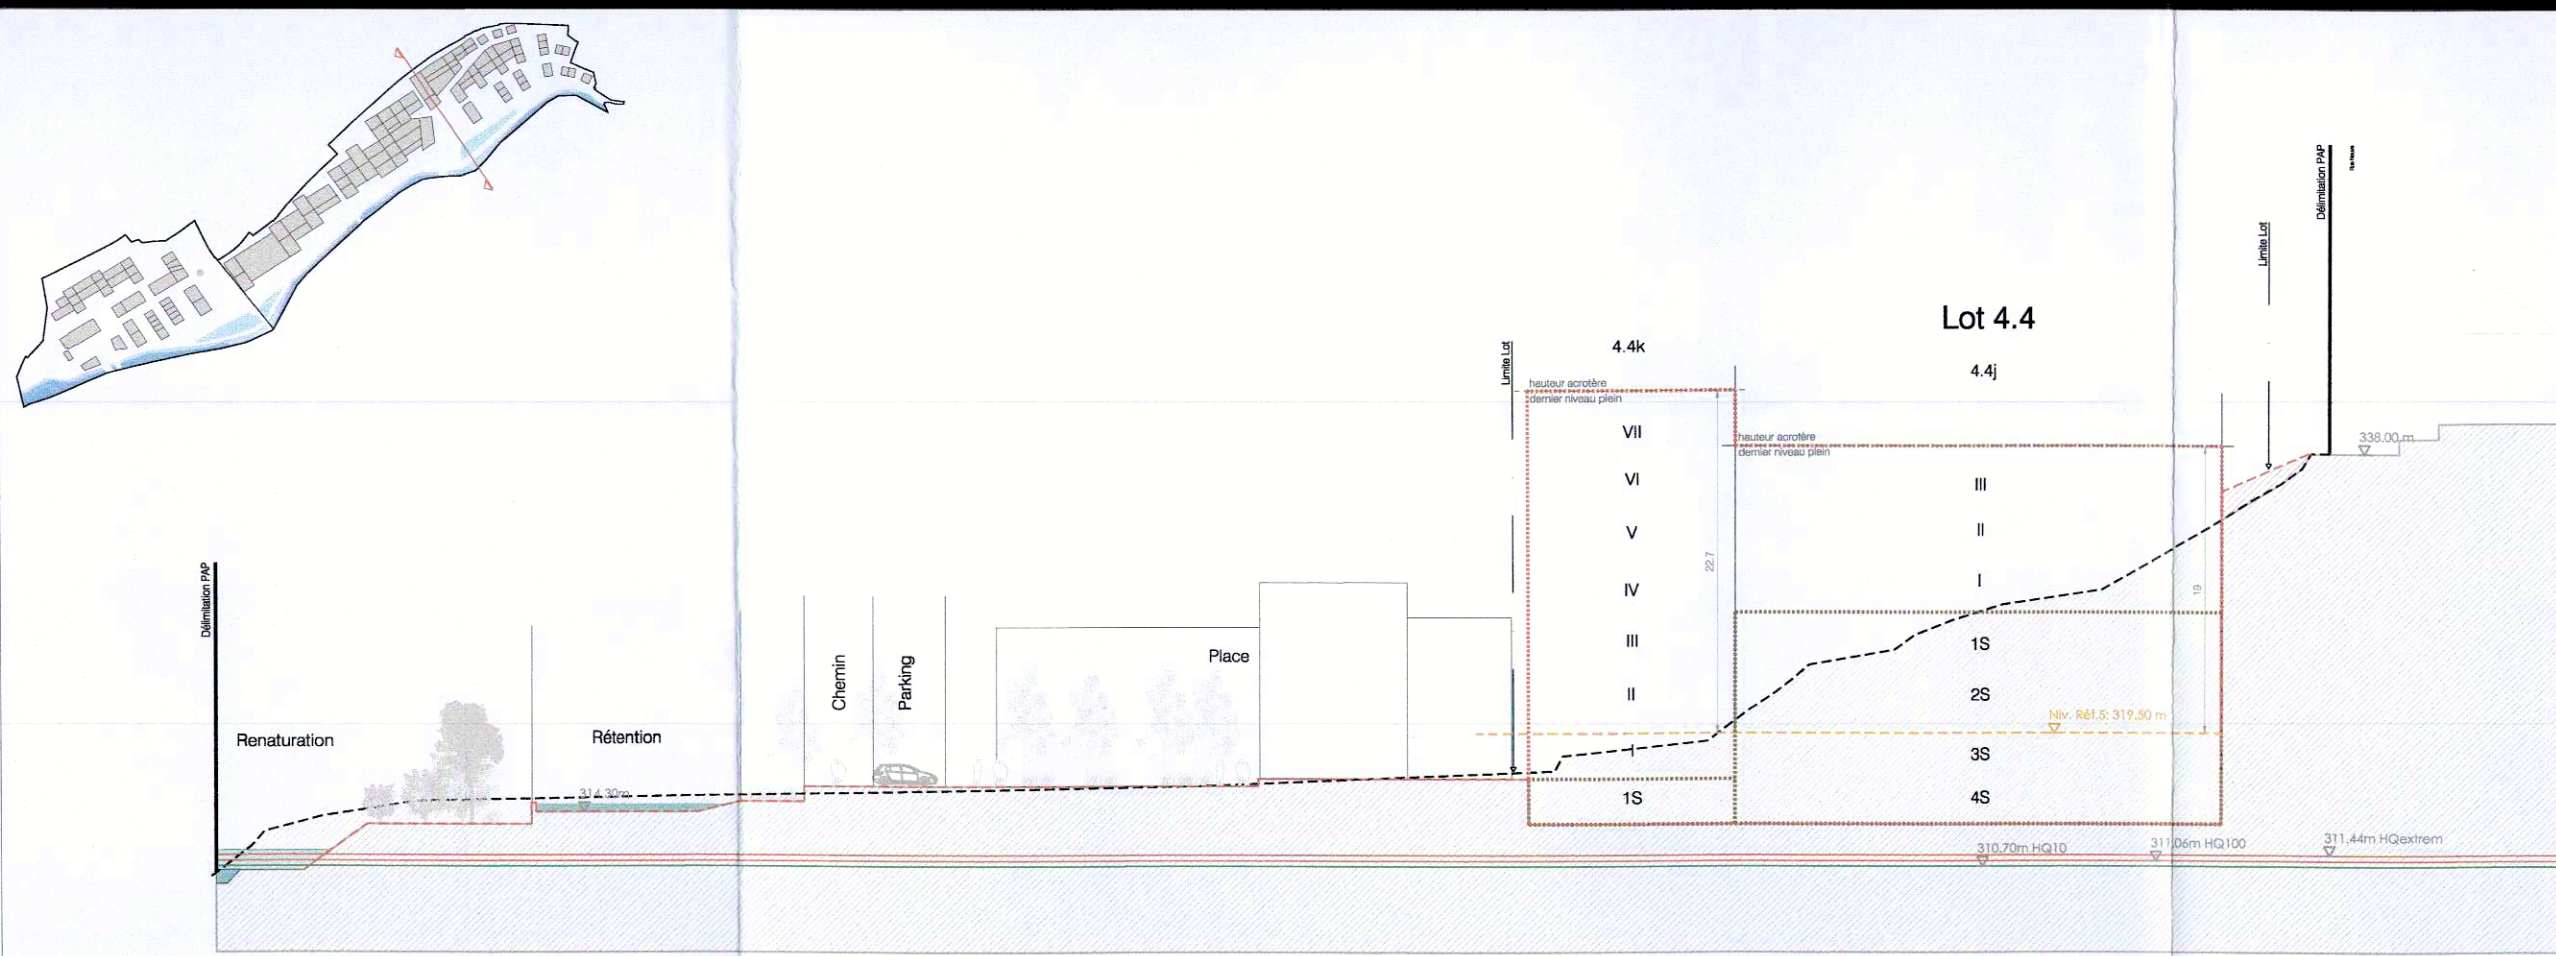 Délimitation PAP
Limite Lot
Lot 4.4
4.4k
4.4j
Limite Lot
hauteur acrotère
dernier niveau plein
hauteur acrotère
dernier niveau plein
338.00 m
VII
VI
V
IV
III
II
I
1S
22.7
III
II
I
1S
2S
3S
4S
19
Niv. Réf.5: 319.50 m
Délimitation PAP
Renaturation
Rétention
314.30m
Chemin
Parking
Place
310.70m HQ10
311.06m HQ100
311.44m HQextrem